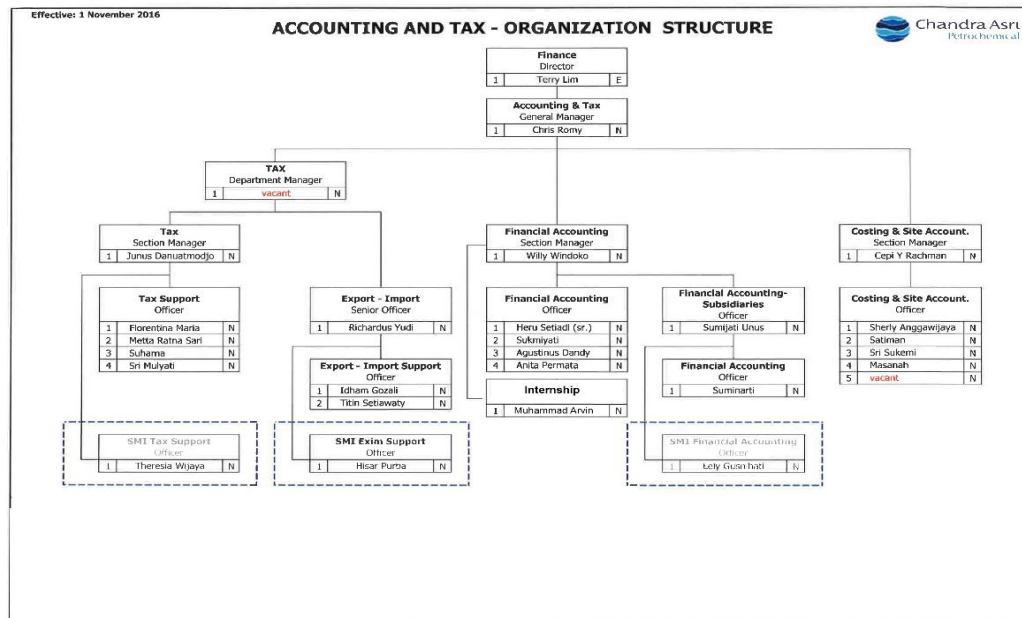 Effective: 1 November 2016
ACCOUNTING AND TAX - ORGANIZATION STRUCTURE
Chandra Asri
Petrochemical
Finance
Director
1 Terry Lim E
Accounting & Tax
General Manager
1 Chris Romy N
TAX
Department Manager
1 vacant N
Tax
Section Manager
1 Junus Danuatmodjo N
Financial Accounting
Section Manager
1 Willy Windoko N
Costing & Site Account.
Section Manager
1 Cepi Y Rachman N
Tax Support
Officer
1 Florentina Maria N
2 Metta Ratna Sari N
3 Suharna N
4 Sri Mulyati N
Export - Import
Senior Officer
1 Richardus Yudi N
Export - Import Support
Officer
1 Idham Gozali N
2 Titin Setiawaty N
Financial Accounting
Officer
1 Heru Setiadi (sr.) N
2 Sukmiyati N
3 Agustinus Dandy N
4 Anita Permata N
Internship
1 Muhammad Arvin N
Financial Accounting-
Subsidiaries
Officer
1 Sumijati Unus N
Financial Accounting
Officer
1 Suminarti N
Costing & Site Account.
Officer
1 Sherly Anggawijaya N
2 Satiman N
3 Sri Sukemi N
4 Masanah N
5 vacant N
SMI Tax Support
Officer
1 Theresia Wijaya N
SMI Exim Support
Officer
1 Hisar Purba N
SMI Financial Accounting
Officer
1 N